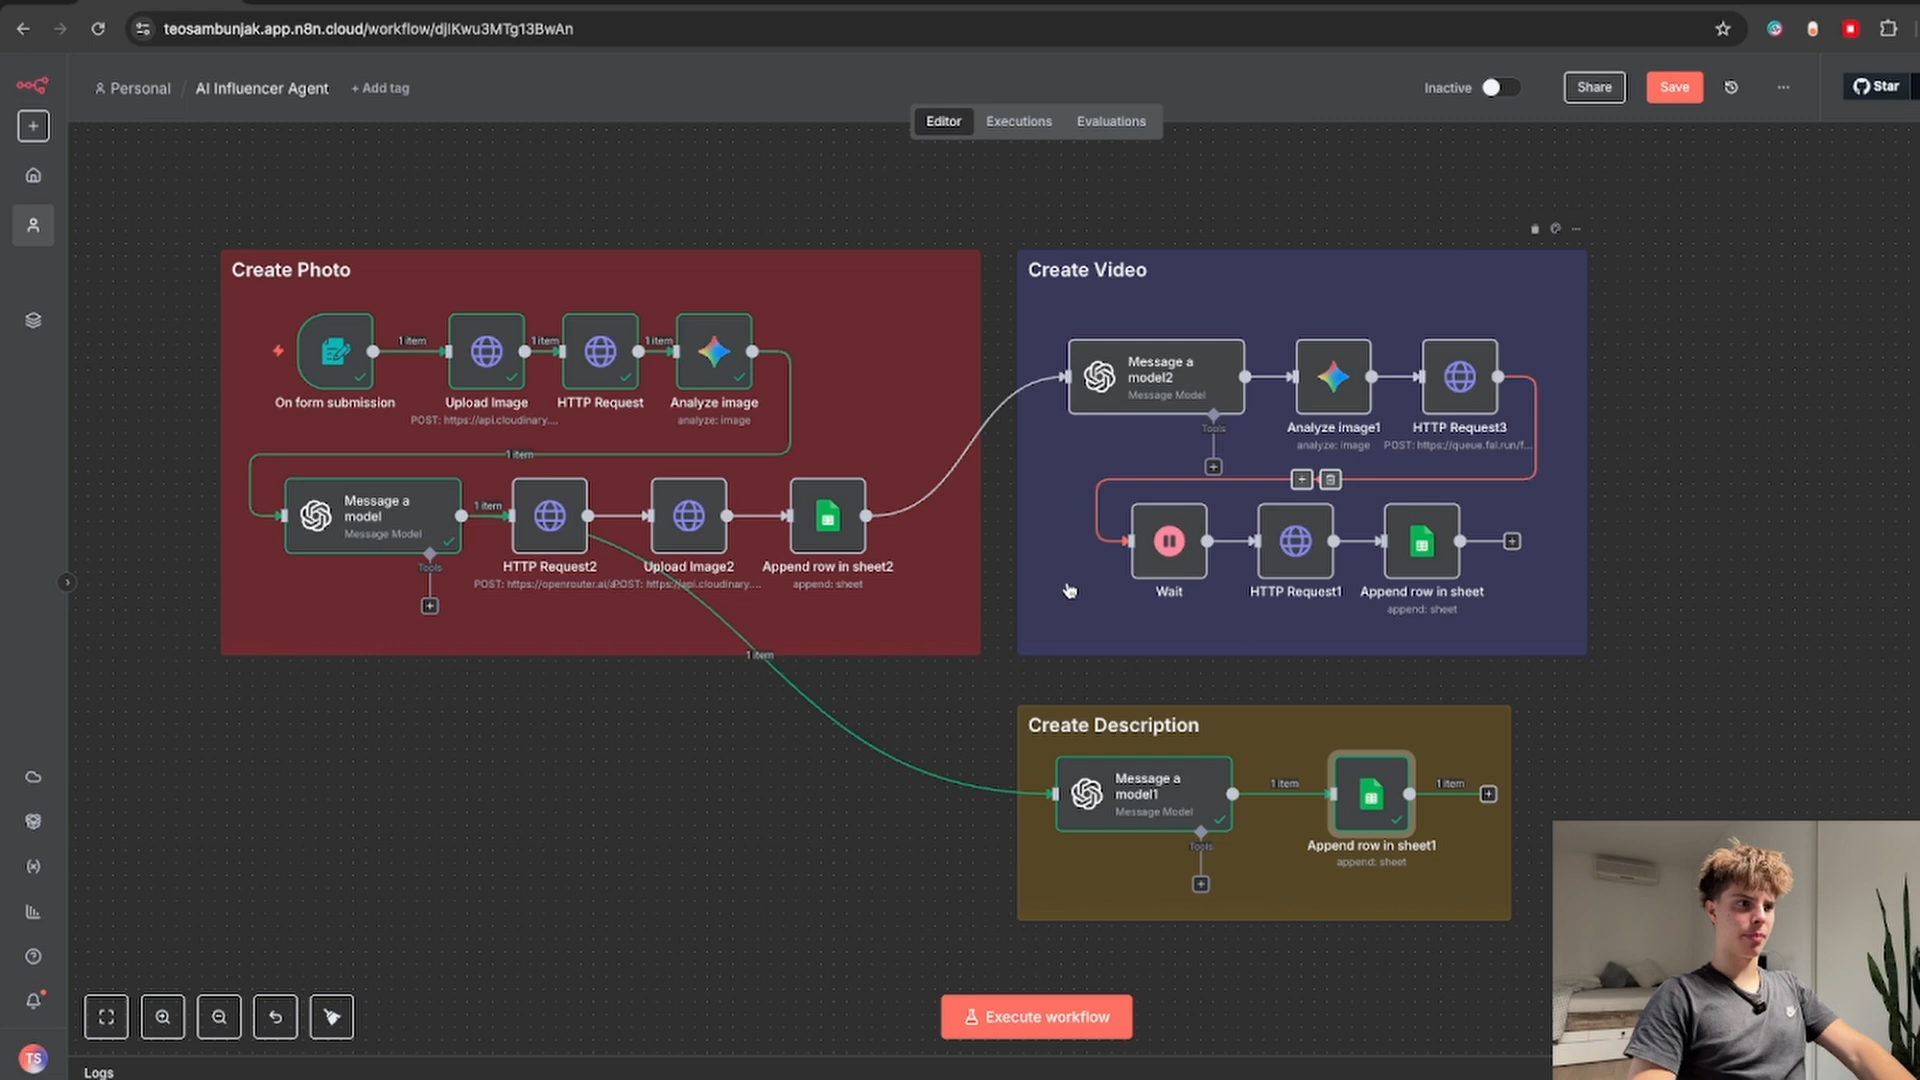 teosambunjak.app.n8n.cloud/workflow/djIKwu3MTg13BwAn
Personal / AI Influencer Agent + Add tag
Inactive
Share
Save
Star
Editor Executions Evaluations
Create Photo
1 item
1 item
1 item
On form submission
Upload Image
POST: https://api.cloudinary....
HTTP Request
Analyze image
analyze: image
1 item
Message a
model
Message Model
Tools
1 item
HTTP Request2
POST: https://openrouter.ai/a
Upload Image2
POST: https://api.cloudinary....
Append row in sheet2
append: sheet
1 item
Create Video
Message a
model2
Message Model
Tools
Analyze image1
analyze: image
HTTP Request3
POST: https://queue.fal.run/f...
Wait
HTTP Request1
Append row in sheet
append: sheet
Create Description
Message a
model1
Message Model
Tools
1 item
1 item
Append row in sheet1
append: sheet
Execute workflow
TS
Logs